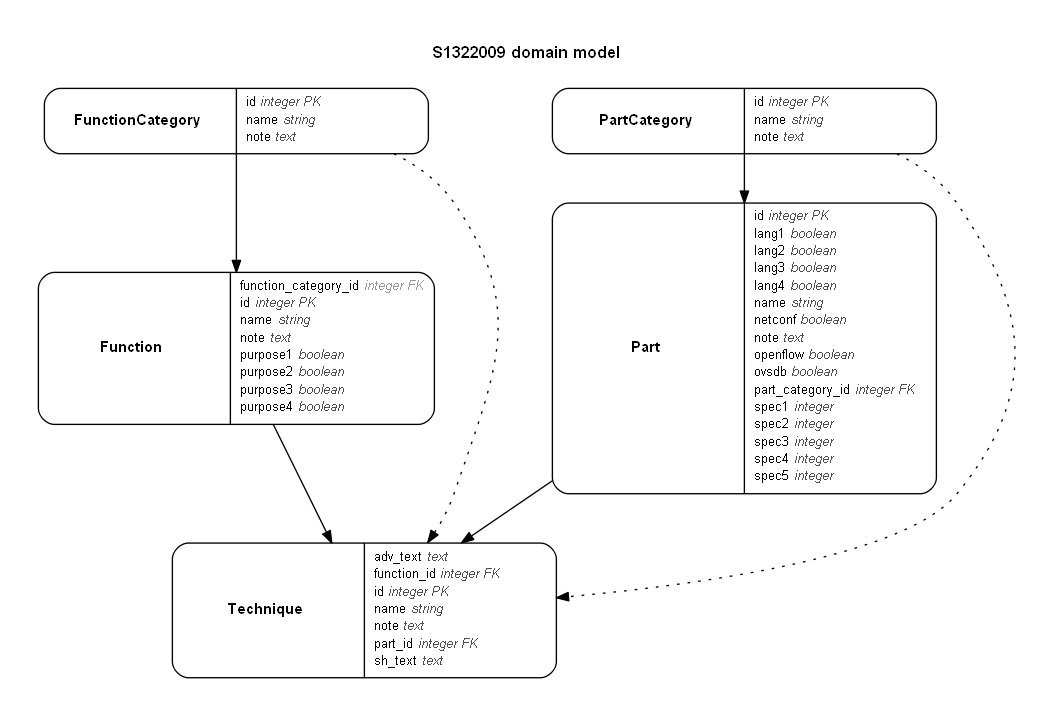 S1322009 domain model
FunctionCategory
id integer PK
name string
note text
PartCategory
id integer PK
name string
note text
Function
function_category_id integer FK
id integer PK
name string
note text
purpose1 boolean
purpose2 boolean
purpose3 boolean
purpose4 boolean
Part
id integer PK
lang1 boolean
lang2 boolean
lang3 boolean
lang4 boolean
name string
netconf boolean
note text
openflow boolean
ovsdb boolean
part_category_id integer FK
spec1 integer
spec2 integer
spec3 integer
spec4 integer
spec5 integer
Technique
adv_text text
function_id integer FK
id integer PK
name string
note text
part_id integer FK
sh_text text